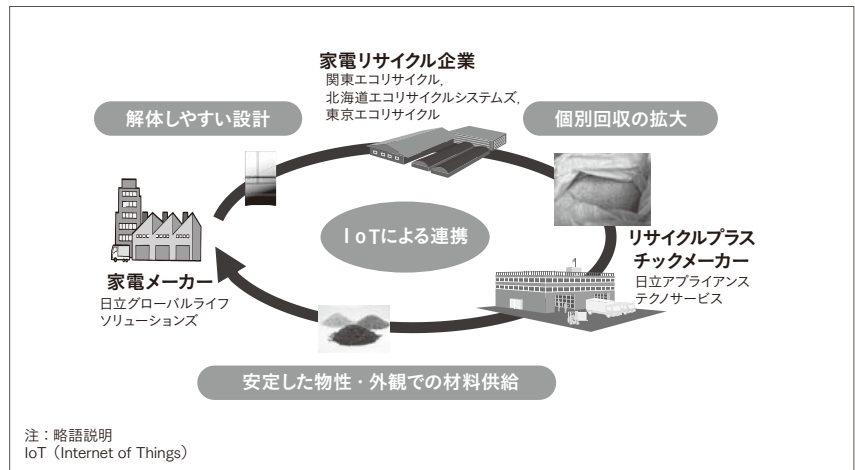 家電リサイクル企業
関東エコリサイクル,
北海道エコリサイクルシステムズ,
東京エコリサイクル
解体しやすい設計
個別回収の拡大
IoTによる連携
リサイクルプラス
チックメーカー
日立アプライアンス
テクノサービス
家電メーカー
日立グローバルライフ
ソリューションズ
安定した物性・外観での材料供給
注:略語説明
IoT(Internet of Things)